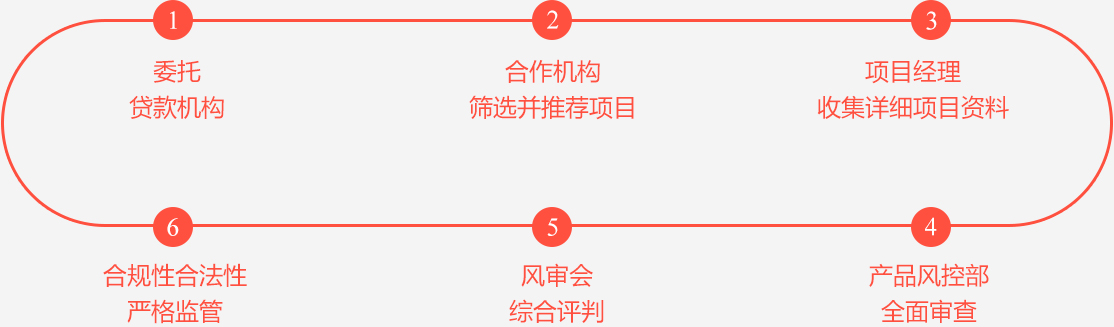 1
委托
贷款机构
2
合作机构
筛选并推荐项目
3
项目经理
收集详细项目资料
4
产品风控部
全面审查
5
风审会
综合评判
6
合规性合法性
严格监管